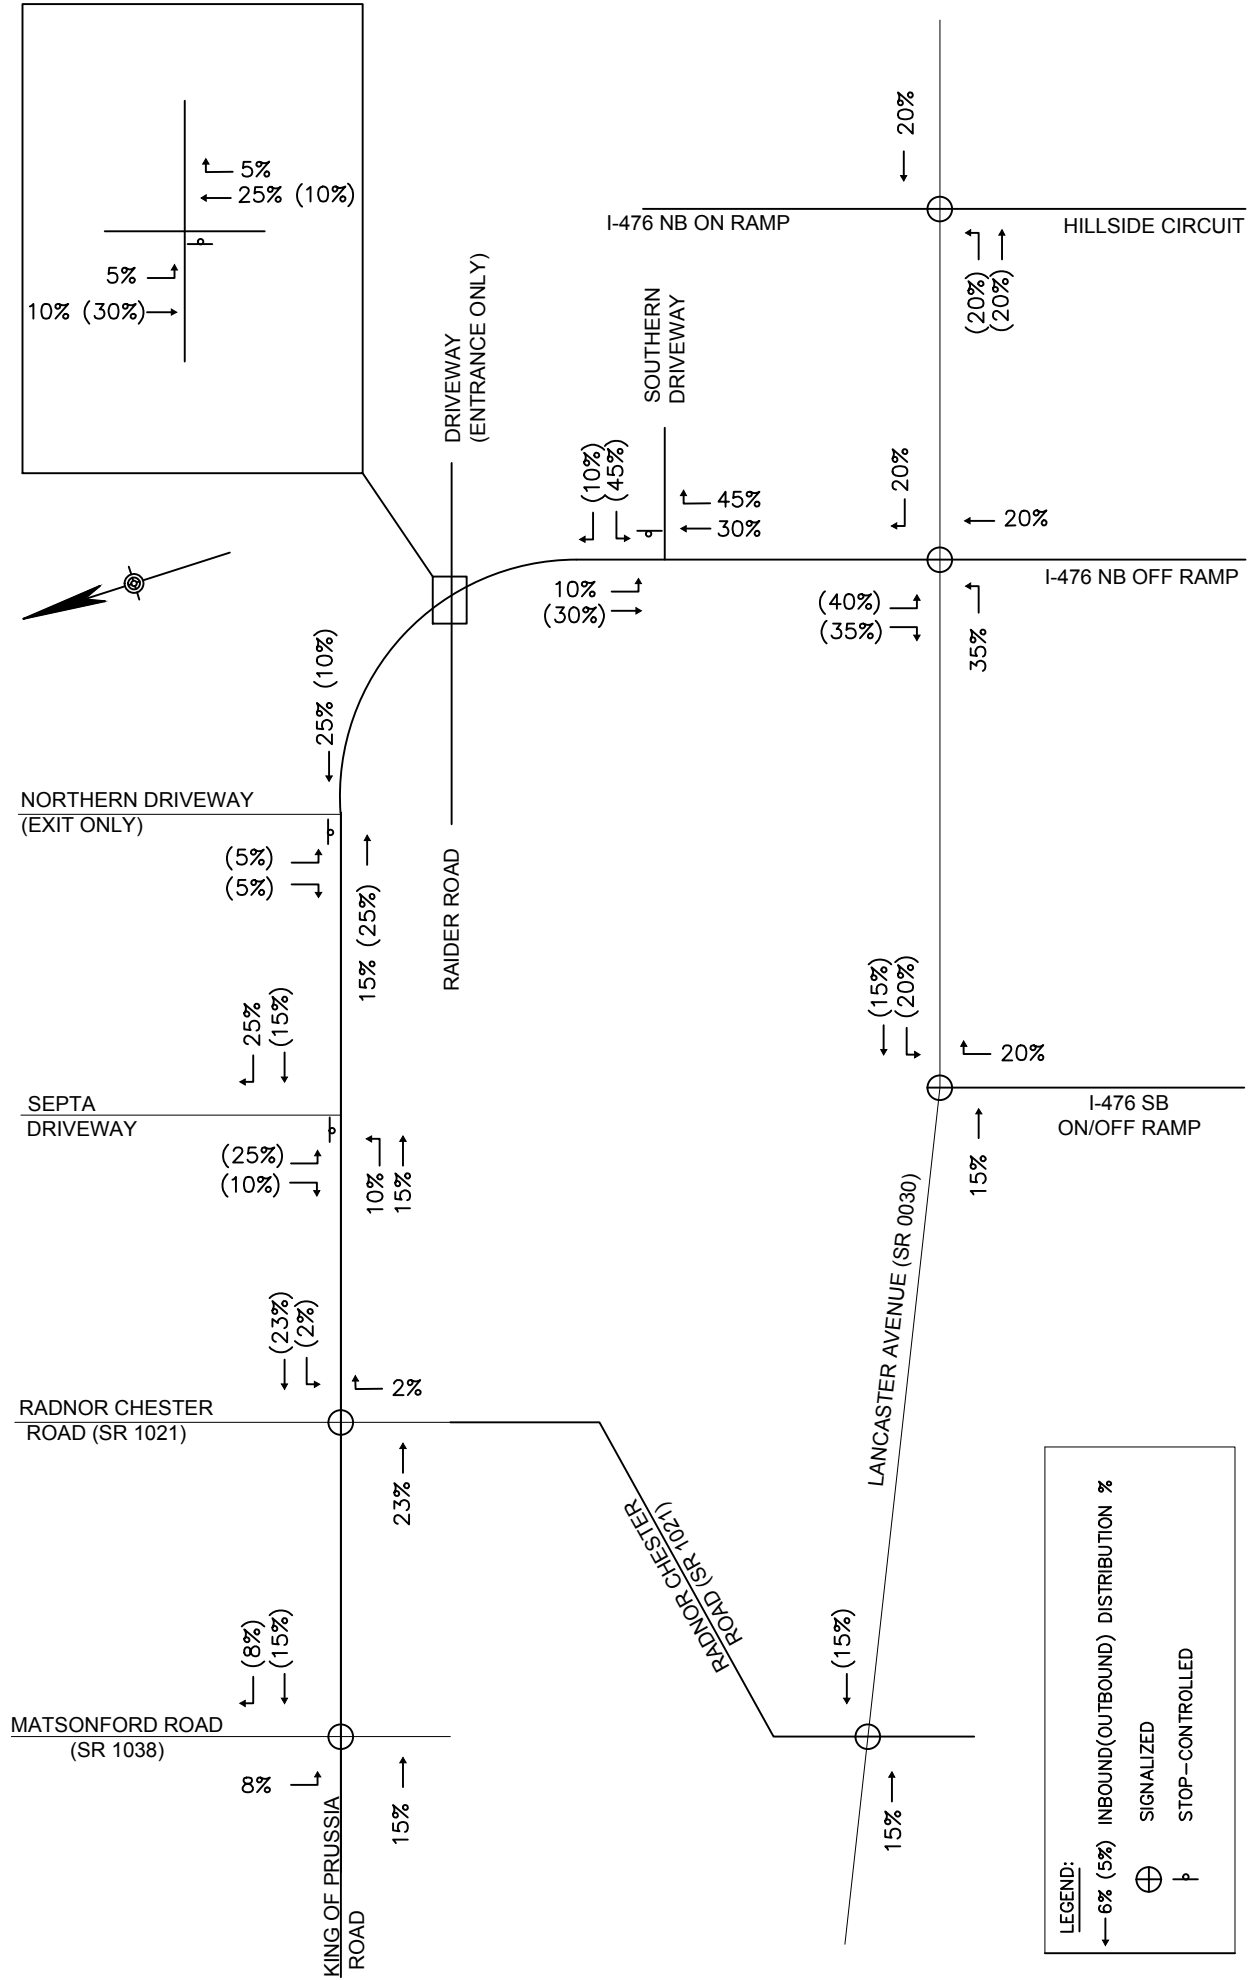 5%
25% (10%)
5%
10% (30%)
20%
I-476 NB ON RAMP
HILLSIDE CIRCUIT
(20%)
(20%)
DRIVEWAY
(ENTRANCE ONLY)
SOUTHERN
DRIVEWAY
(10%)
(45%)
45%
30%
20%
20%
I-476 NB OFF RAMP
10%
(30%)
(40%)
(35%)
35%
25% (10%)
NORTHERN DRIVEWAY
(EXIT ONLY)
(5%)
(5%)
15% (25%)
RAIDER ROAD
25%
(15%)
(15%)
(20%)
20%
SEPTA
DRIVEWAY
I-476 SB
ON/OFF RAMP
(25%)
(10%)
10%
15%
15%
LANCASTER AVENUE (SR 0030)
(23%)
(2%)
2%
RADNOR CHESTER
ROAD (SR 1021)
23%
RADNOR CHESTER
ROAD (SR 1021)
(8%)
(15%)
(15%)
MATSONFORD ROAD
(SR 1038)
8%
15%
15%
KING OF PRUSSIA
ROAD
LEGEND:
6% (5%) INBOUND(OUTBOUND) DISTRIBUTION %
SIGNALIZED
STOP-CONTROLLED